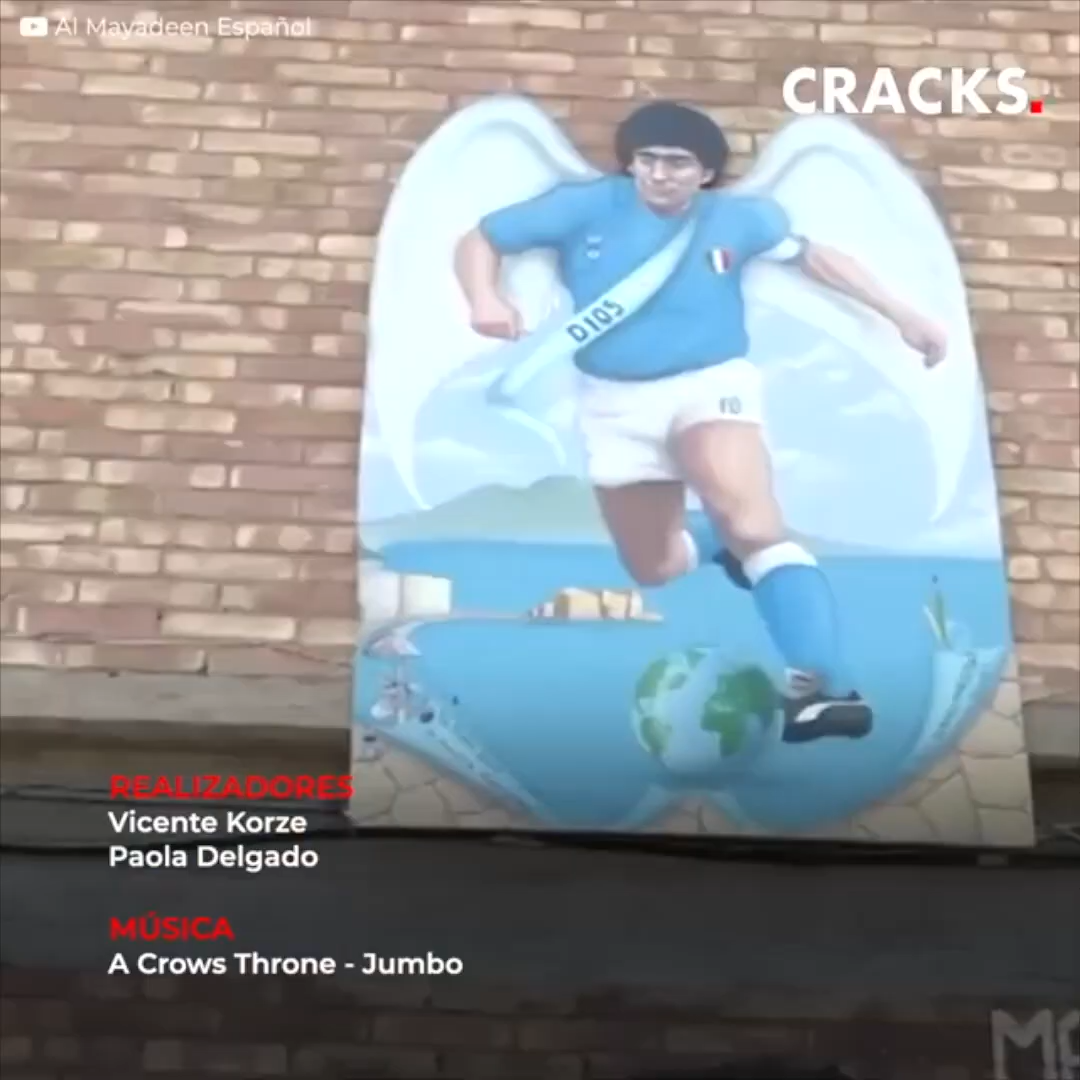 Al Mayadeen Español
CRACKS.
DIOS
10
REALIZADORES
Vicente Korze
Paola Delgado
MÚSICA
A Crows Throne - Jumbo